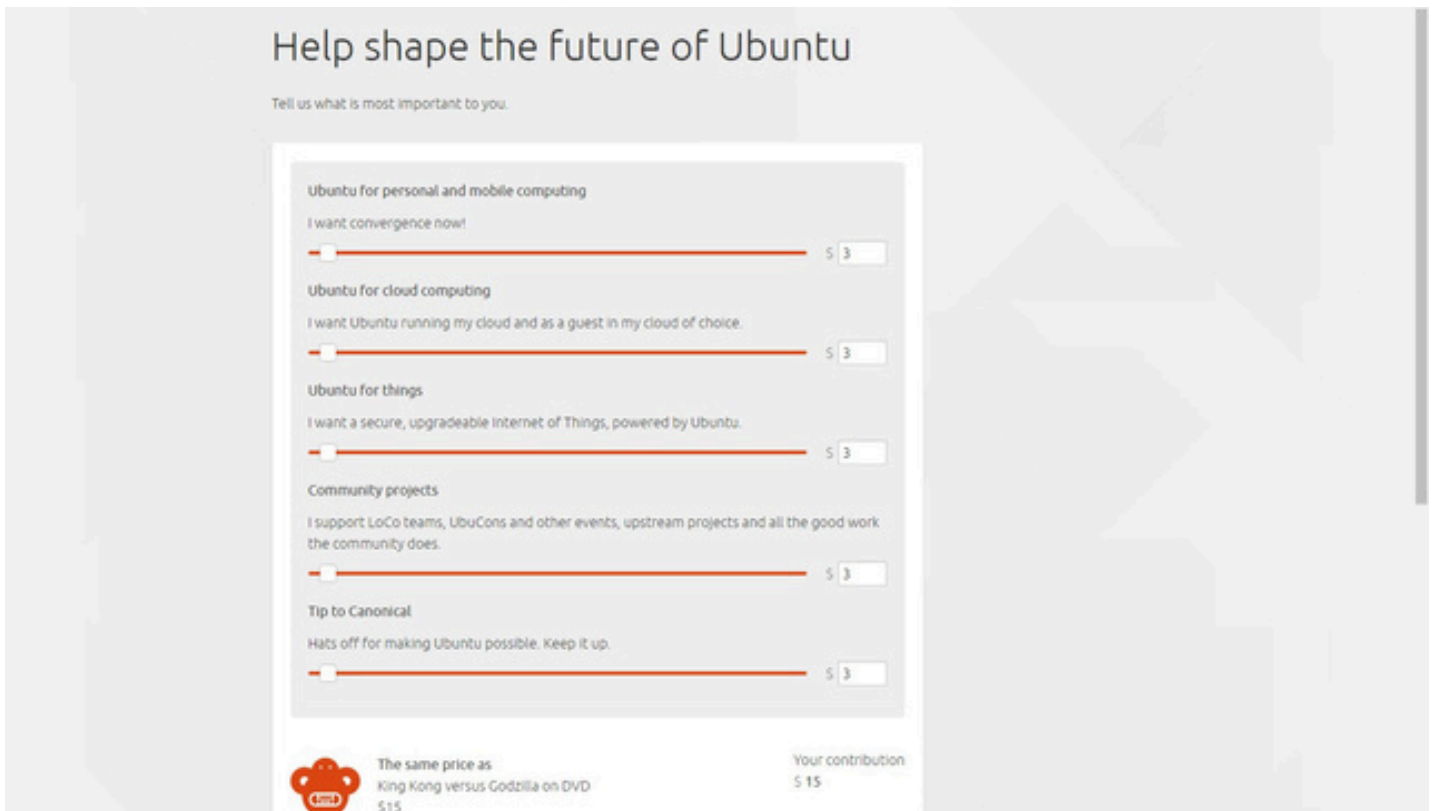 Help shape the future of Ubuntu
Tell us what is most important to you.
Ubuntu for personal and mobile computing
I want convergence now!
$ 3
Ubuntu for cloud computing
I want Ubuntu running my cloud and as a guest in my cloud of choice.
$ 3
Ubuntu for things
I want a secure, upgradeable Internet of Things, powered by Ubuntu.
$ 3
Community projects
I support LoCo teams, UbuCons and other events, upstream projects and all the good work
the community does.
$ 3
Tip to Canonical
Hats off for making Ubuntu possible. Keep it up.
$ 3
The same price as
King Kong versus Godzilla on DVD
$15
Your contribution
$ 15